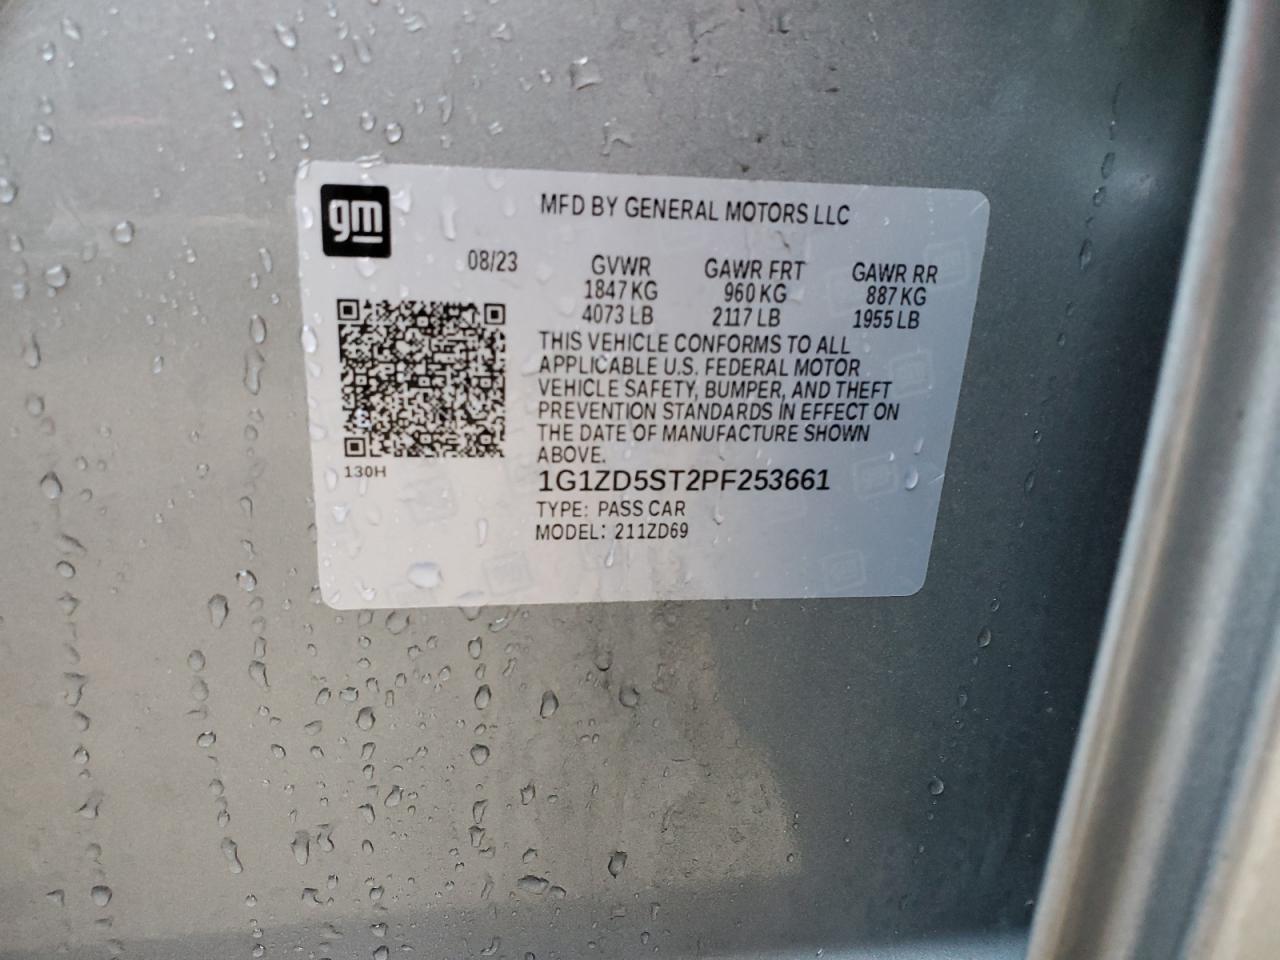 gm
MFD BY GENERAL MOTORS LLC
08/23 GVWR GAWR FRT GAWR RR
1847 KG 960 KG 887 KG
4073 LB 2117 LB 1955 LB
THIS VEHICLE CONFORMS TO ALL
APPLICABLE U.S. FEDERAL MOTOR
VEHICLE SAFETY, BUMPER, AND THEFT
PREVENTION STANDARDS IN EFFECT ON
THE DATE OF MANUFACTURE SHOWN
ABOVE.
130H
1G1ZD5ST2PF253661
TYPE: PASS CAR
MODEL: 211ZD69